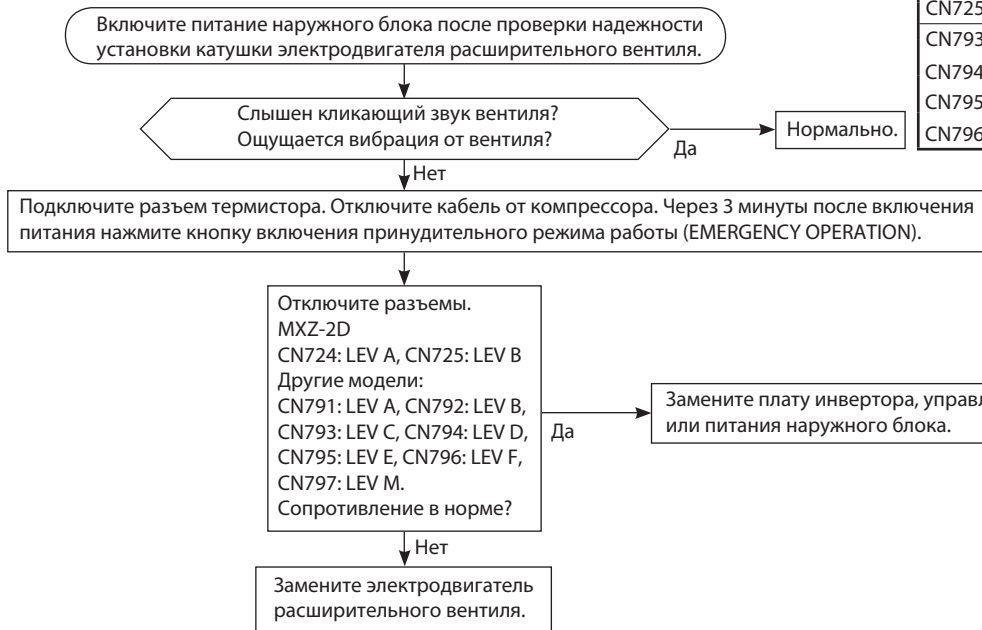 Включите питание наружного блока после проверки надежности
установки катушки электродвигателя расширительного вентиля.
CN725
CN793
CN794
CN795
CN796
Слышен кликающий звук вентиля?
Ощущается вибрация от вентиля?
Да
Нормально.
Нет
Подключите разъем термистора. Отключите кабель от компрессора. Через 3 минуты после включения
питания нажмите кнопку включения принудительного режима работы (EMERGENCY OPERATION).
Отключите разъемы.
MXZ-2D
CN724: LEV A, CN725: LEV B
Другие модели:
CN791: LEV A, CN792: LEV B,
CN793: LEV C, CN794: LEV D,
CN795: LEV E, CN796: LEV F,
CN797: LEV M.
Сопротивление в норме?
Да
Замените плату инвертора, управл
или питания наружного блока.
Нет
Замените электродвигатель
расширительного вентиля.